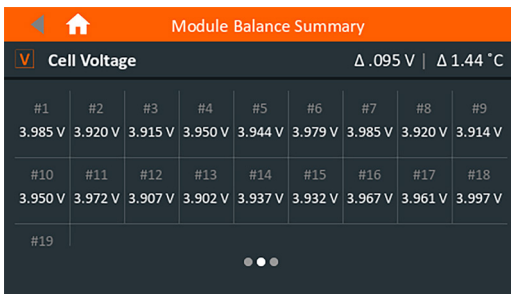 Module Balance Summary
V Cell Voltage Δ .095 V | Δ 1.44 °C
#1 #2 #3 #4 #5 #6 #7 #8 #9
3.985 V 3.920 V 3.915 V 3.950 V 3.944 V 3.979 V 3.985 V 3.920 V 3.914 V
#10 #11 #12 #13 #14 #15 #16 #17 #18
3.950 V 3.972 V 3.907 V 3.902 V 3.937 V 3.932 V 3.967 V 3.961 V 3.997 V
#19